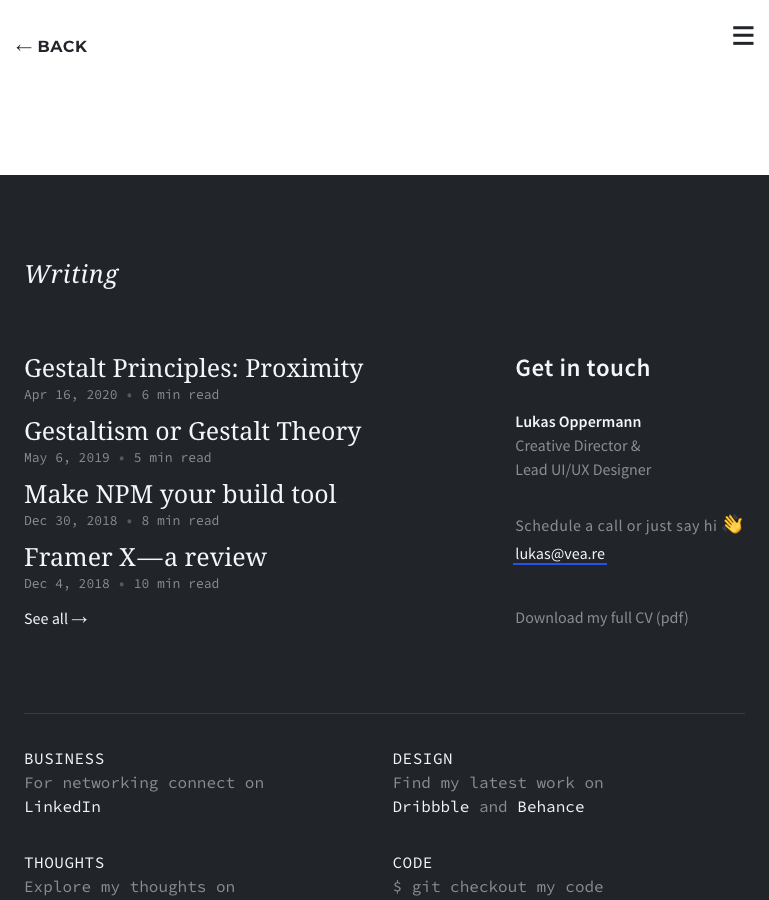 ← BACK
Writing
Gestalt Principles: Proximity
Apr 16, 2020 • 6 min read
Gestaltism or Gestalt Theory
May 6, 2019 • 5 min read
Make NPM your build tool
Dec 30, 2018 • 8 min read
Framer X—a review
Dec 4, 2018 • 10 min read
See all →
Get in touch
Lukas Oppermann
Creative Director &
Lead UI/UX Designer
Schedule a call or just say hi 👋
lukas@vea.re
Download my full CV (pdf)
BUSINESS
For networking connect on
LinkedIn
DESIGN
Find my latest work on
Dribbble and Behance
THOUGHTS
Explore my thoughts on
CODE
$ git checkout my code